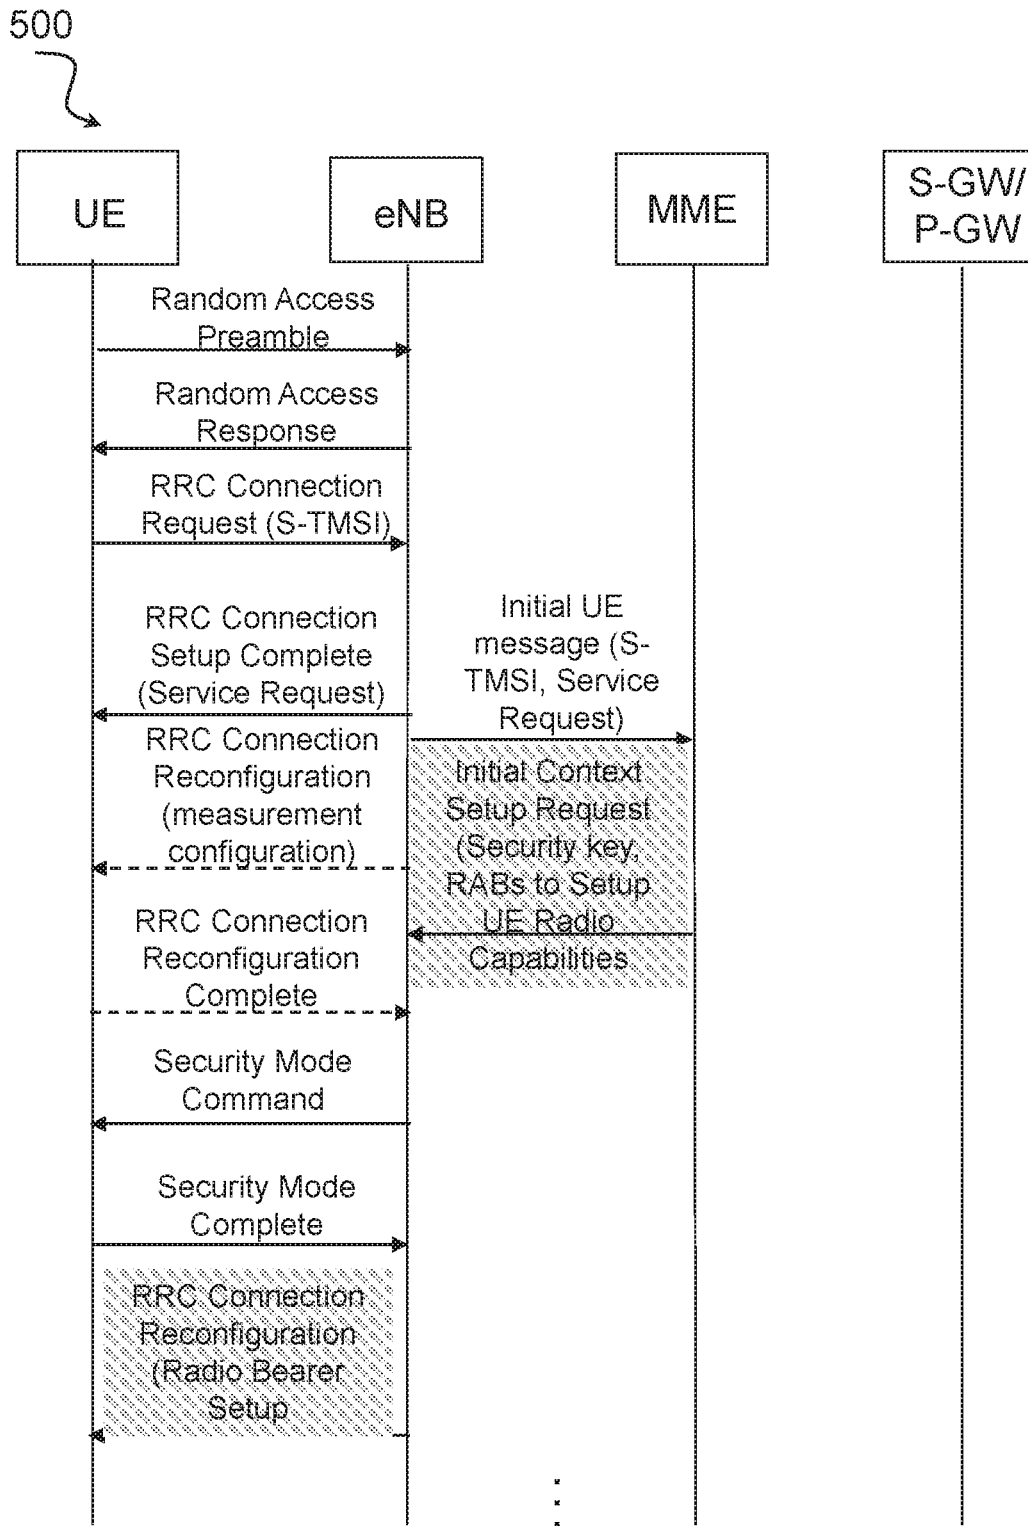 500
UE
eNB
MME
S-GW/
P-GW
Random Access
Preamble
Random Access
Response
RRC Connection
Request (S-TMSI)
RRC Connection
Setup Complete
(Service Request)
Initial UE
message (S-
TMSI, Service
Request)
RRC Connection
Reconfiguration
(measurement
configuration)
Initial Context
Setup Request
(Security key,
RABs to Setup
UE Radio
Capabilities
RRC Connection
Reconfiguration
Complete
Security Mode
Command
Security Mode
Complete
RRC Connection
Reconfiguration
(Radio Bearer
Setup